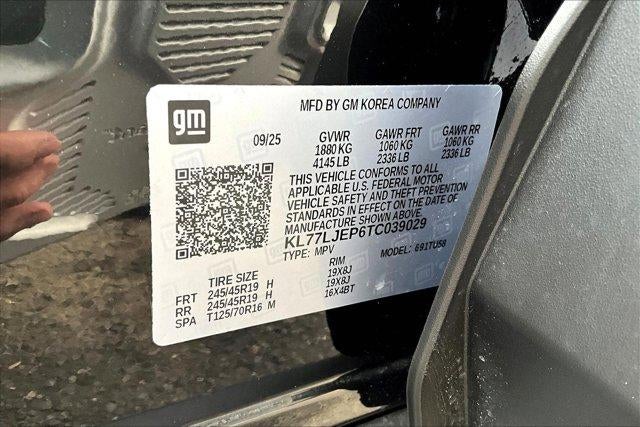 MFD BY GM KOREA COMPANY
gm
09/25 GVWR GAWR FRT GAWR RR
1880 KG 1060 KG 1060 KG
4145 LB 2336 LB 2336 LB
THIS VEHICLE CONFORMS TO ALL
APPLICABLE U.S. FEDERAL MOTOR
VEHICLE SAFETY AND THEFT PREVENTION
STANDARDS IN EFFECT ON THE DATE OF
MANUFACTURE SHOWN ABOVE.
KL77LJEP6TC039029
TYPE: MPV MODEL: 691TU58
TIRE SIZE RIM
FRT 245/45R19 H 19X8J
RR 245/45R19 H 19X8J
SPA T125/70R16 M 16X4BT